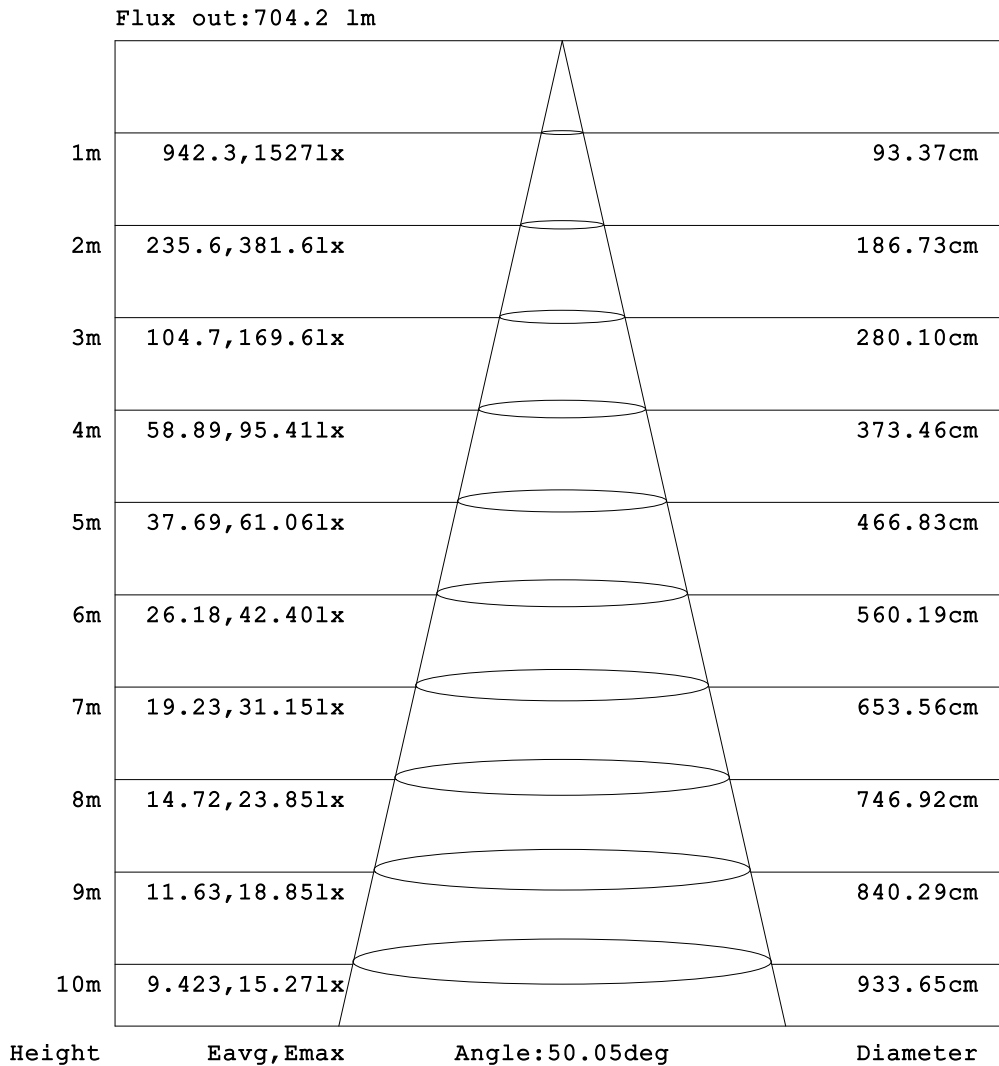 Flux out:704.2 lm
1m 942.3,1527lx 93.37cm
2m 235.6,381.6lx 186.73cm
3m 104.7,169.6lx 280.10cm
4m 58.89,95.41lx 373.46cm
5m 37.69,61.06lx 466.83cm
6m 26.18,42.40lx 560.19cm
7m 19.23,31.15lx 653.56cm
8m 14.72,23.85lx 746.92cm
9m 11.63,18.85lx 840.29cm
10m 9.423,15.27lx 933.65cm
Height Eavg,Emax Angle:50.05deg Diameter